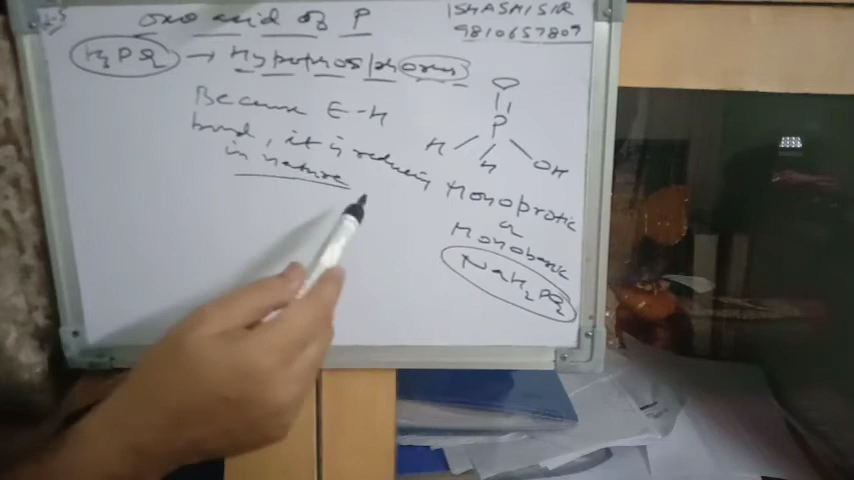 oxo acid of P
ISHASHI SIR
9810657809
H3PO2 → Hypophosphorous
Because E-H
bond, it is reducing
in nature
O
||
P
H
H
OH
Monoprotic
or
Monobasic
NaH2PO2